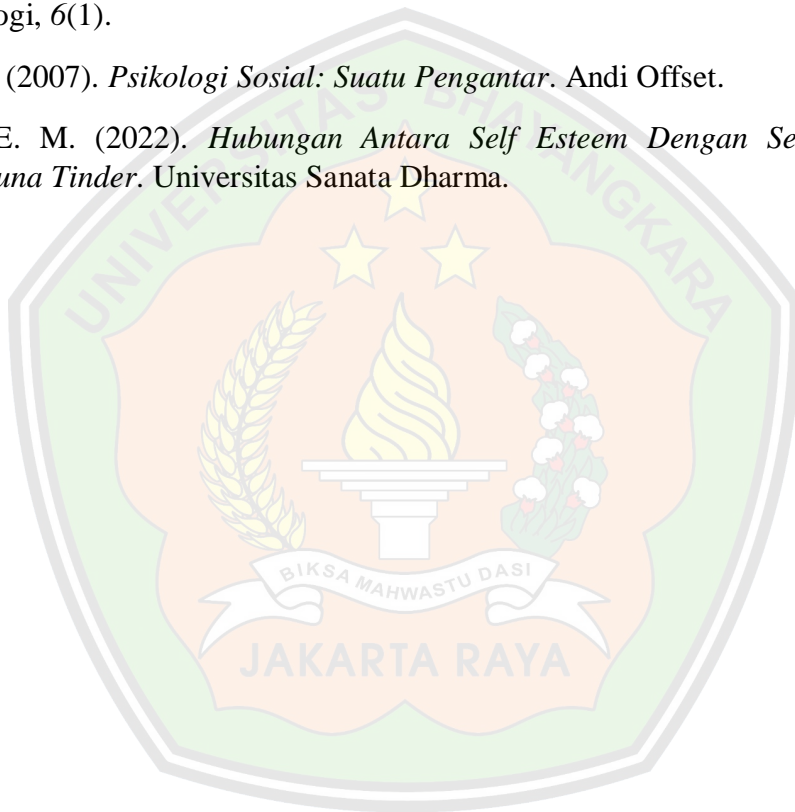 ogi, 6(1).
(2007). Psikologi Sosial: Suatu Pengantar. Andi Offset.
E. M. (2022). Hubungan Antara Self Esteem Dengan Se
una Tinder. Universitas Sanata Dharma.
UNIVERSITAS BHAYANGKARA
BIKSA MAHWASTU DASI
JAKARTA RAYA